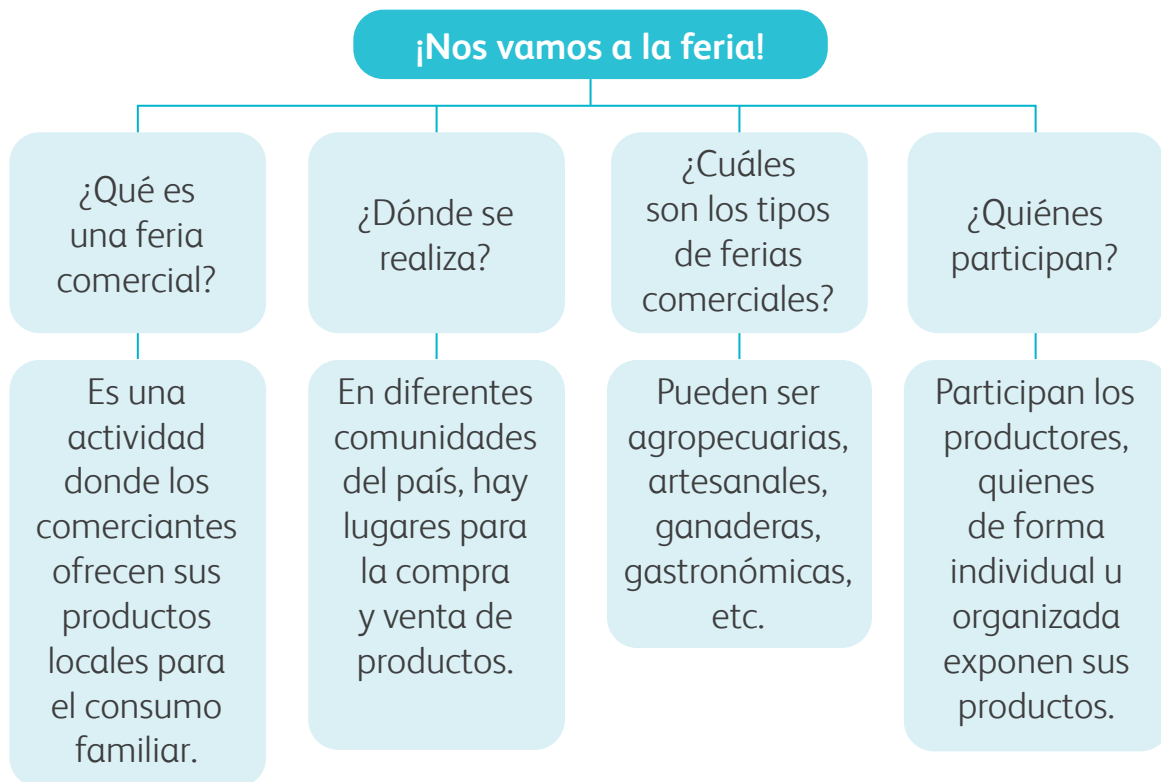 ¡Nos vamos a la feria!
¿Qué es
una feria
comercial?
¿Dónde se
realiza?
¿Cuáles
son los tipos
de ferias
comerciales?
¿Quiénes
participan?
Es una
actividad
donde los
comerciantes
ofrecen sus
productos
locales para
el consumo
familiar.
En diferentes
comunidades
del país, hay
lugares para
la compra
y venta de
productos.
Pueden ser
agropecuarias,
artesanales,
ganaderas,
gastronómicas,
etc.
Participan los
productores,
quienes
de forma
individual u
organizada
exponen sus
productos.